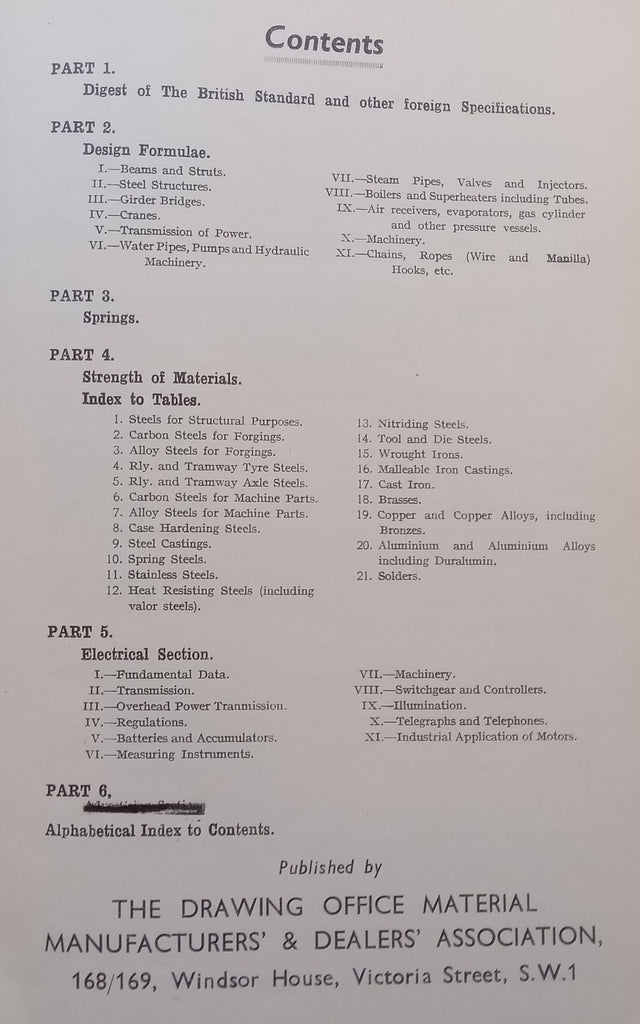 Contents
PART 1.
Digest of The British Standard and other foreign Specifications.
PART 2.
Design Formulae.
I.—Beams and Struts.
II.—Steel Structures.
III.—Girder Bridges.
IV.—Cranes.
V.—Transmission of Power.
VI.—Water Pipes, Pumps and Hydraulic
Machinery.
VII.—Steam Pipes, Valves and Injectors.
VIII.—Boilers and Superheaters including Tubes.
IX.—Air receivers, evaporators, gas cylinder
and other pressure vessels.
X.—Machinery.
XI.—Chains, Ropes (Wire and Manilla)
Hooks, etc.
PART 3.
Springs.
PART 4.
Strength of Materials.
Index to Tables.
1. Steels for Structural Purposes.
2. Carbon Steels for Forgings.
3. Alloy Steels for Forgings.
4. Rly. and Tramway Tyre Steels.
5. Rly. and Tramway Axle Steels.
6. Carbon Steels for Machine Parts.
7. Alloy Steels for Machine Parts.
8. Case Hardening Steels.
9. Steel Castings.
10. Spring Steels.
11. Stainless Steels.
12. Heat Resisting Steels (including
valor steels).
13. Nitriding Steels.
14. Tool and Die Steels.
15. Wrought Irons.
16. Malleable Iron Castings.
17. Cast Iron.
18. Brasses.
19. Copper and Copper Alloys, including
Bronzes.
20. Aluminium and Aluminium Alloys
including Duralumin.
21. Solders.
PART 5.
Electrical Section.
I.—Fundamental Data.
II.—Transmission.
III.—Overhead Power Tranmission.
IV.—Regulations.
V.—Batteries and Accumulators.
VI.—Measuring Instruments.
VII.—Machinery.
VIII.—Switchgear and Controllers.
IX.—Illumination.
X.—Telegraphs and Telephones.
XI.—Industrial Application of Motors.
PART 6,
Alphabetical Index to Contents.
Published by
THE DRAWING OFFICE MATERIAL
MANUFACTURERS' & DEALERS' ASSOCIATION,
168/169, Windsor House, Victoria Street, S.W.1